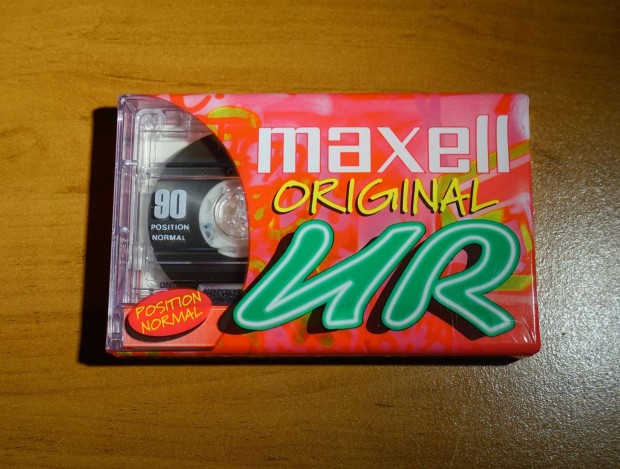 maxell
ORIGINAL
UR
90
POSITION
NORMAL
POSITION
NORMAL